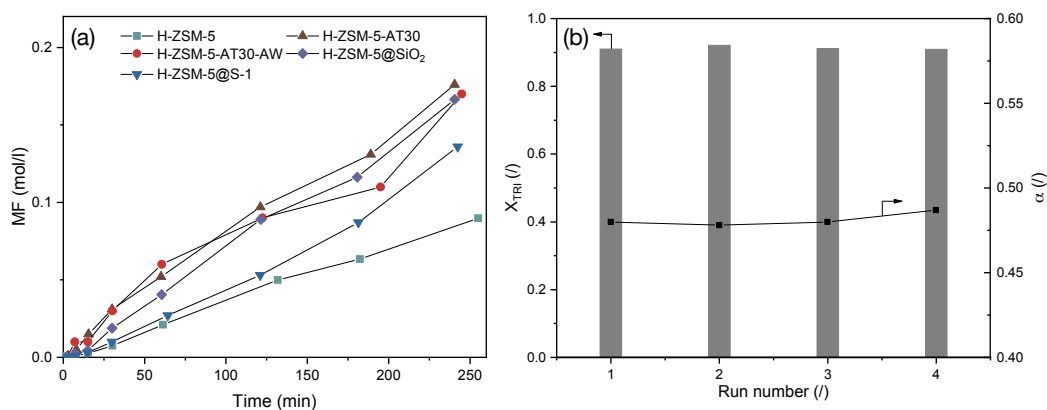 (a)
H-ZSM-5
H-ZSM-5-AT30
H-ZSM-5-AT30-AW
H-ZSM-5@SiO₂
H-ZSM-5@S-1
0.2
0.1
0.0
MF (mol/l)
0 50 100 150 200 250
Time (min)
(b)
1.0
0.8
0.6
0.4
0.2
0.0
X_TRI (/)
0.60
0.55
0.50
0.45
0.40
α (/)
1 2 3 4
Run number (/)